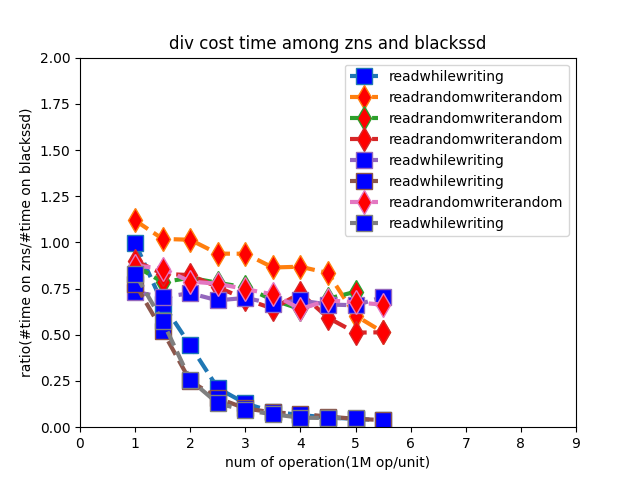 div cost time among zns and blackssd
ratio(#time on zns/#time on blackssd)
2.00
1.75
1.50
1.25
1.00
0.75
0.50
0.25
0.00
readwhilewriting
readrandomwriterandom
readrandomwriterandom
readrandomwriterandom
readwhilewriting
readwhilewriting
readrandomwriterandom
readwhilewriting
0 1 2 3 4 5 6 7 8 9
num of operation(1M op/unit)